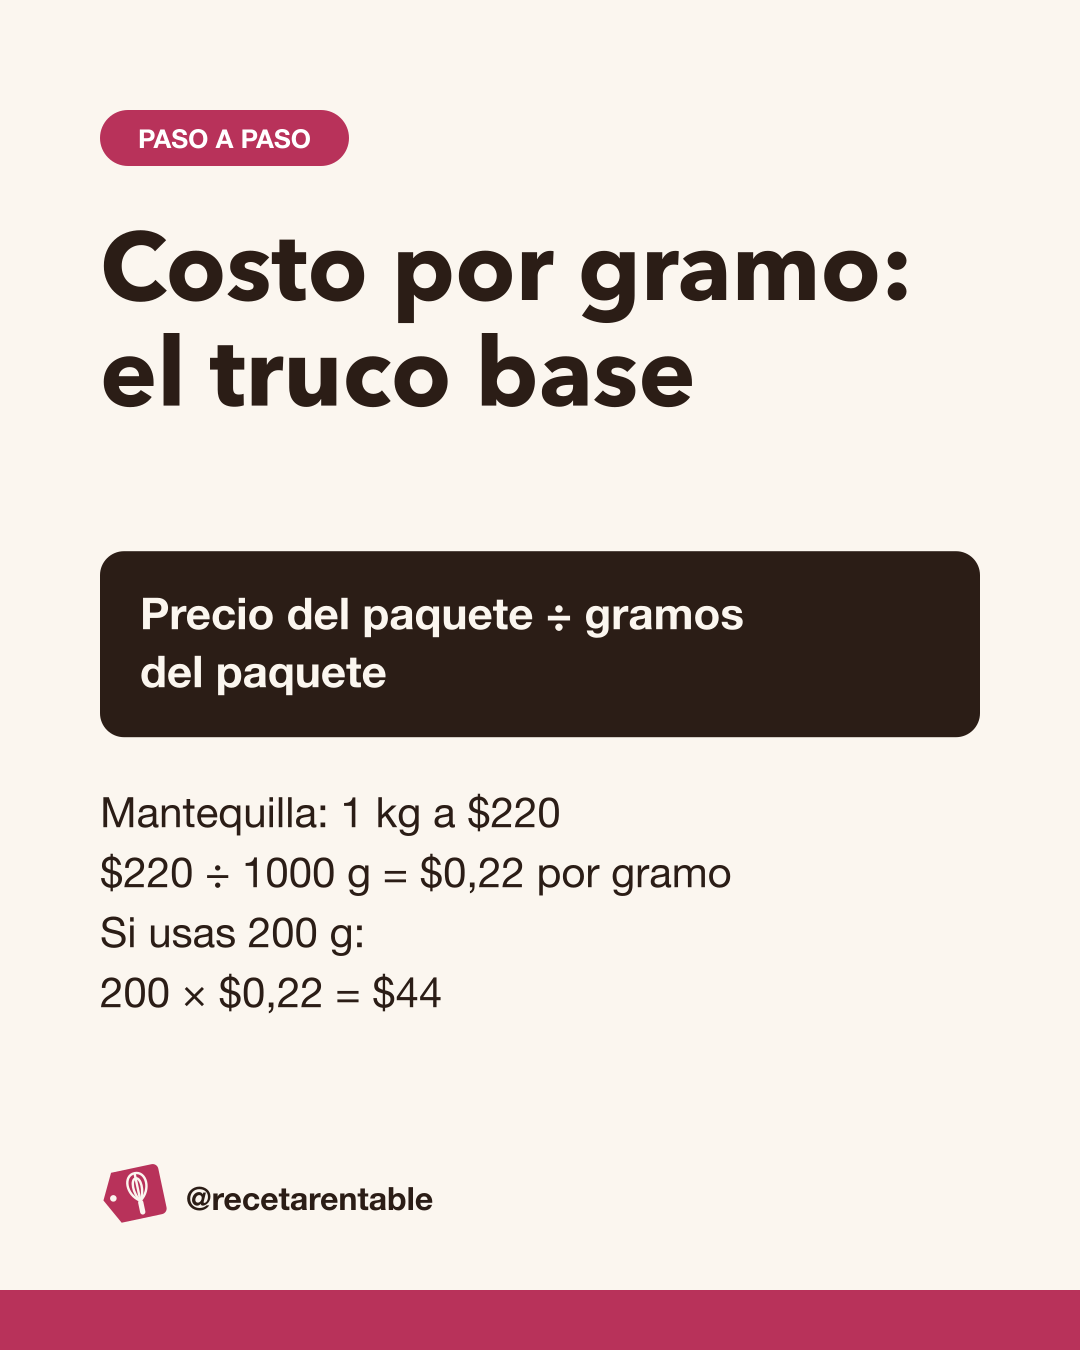 PASO A PASO
Costo por gramo:
el truco base
Precio del paquete ÷ gramos
del paquete
Mantequilla: 1 kg a $220
$220 ÷ 1000 g = $0,22 por gramo
Si usas 200 g:
200 × $0,22 = $44
@recetarentable